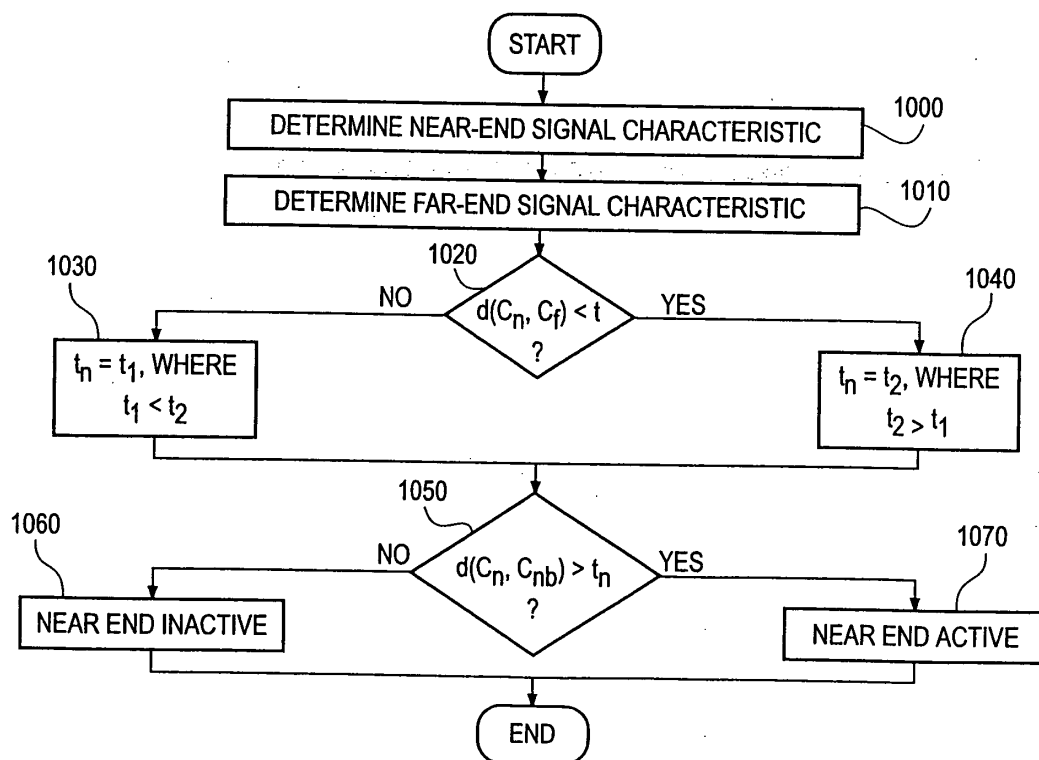 START
DETERMINE NEAR-END SIGNAL CHARACTERISTIC
1000
DETERMINE FAR-END SIGNAL CHARACTERISTIC
1010
1020
d(Cn, Cf) < t
?
NO
YES
1030
tn = t1, WHERE
t1 < t2
1040
tn = t2, WHERE
t2 > t1
1050
d(Cn, Cnb) > tn
?
NO
YES
1060
NEAR END INACTIVE
1070
NEAR END ACTIVE
END